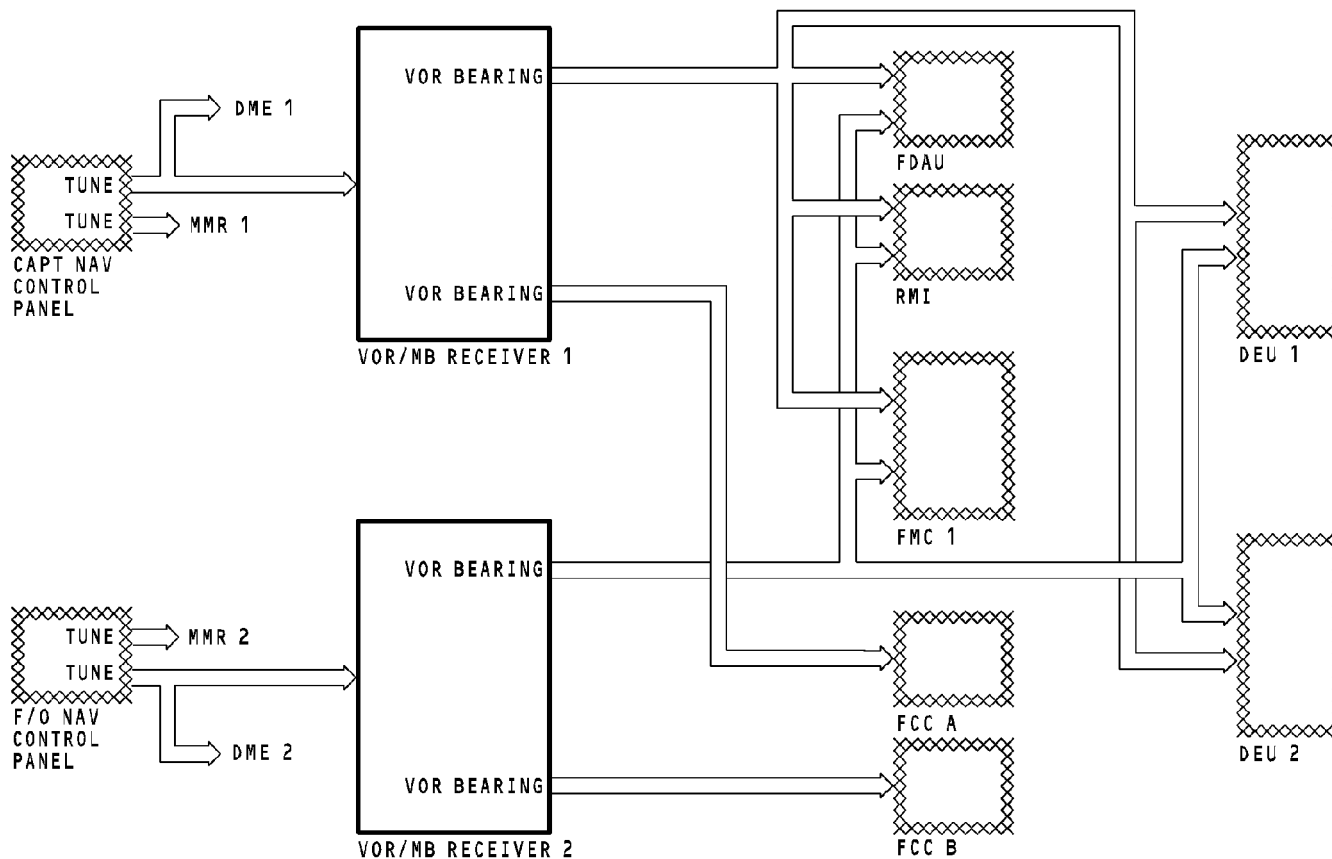 VOR BEARING
DME 1
TUNE
TUNE
MMR 1
CAPT NAV
CONTROL
PANEL
VOR BEARING
VOR/MB RECEIVER 1
FDAU
RMI
FMC 1
DEU 1
VOR BEARING
TUNE
MMR 2
TUNE
F/O NAV
CONTROL
PANEL
DME 2
VOR BEARING
VOR/MB RECEIVER 2
FCC A
FCC B
DEU 2